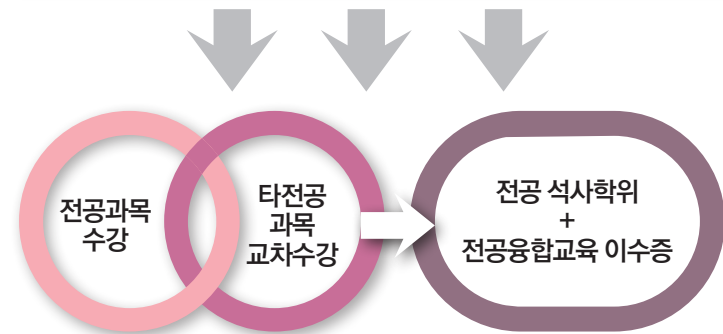 전공과목
수강
타전공
과목
교차수강
전공 석사학위
+
전공융합교육 이수증